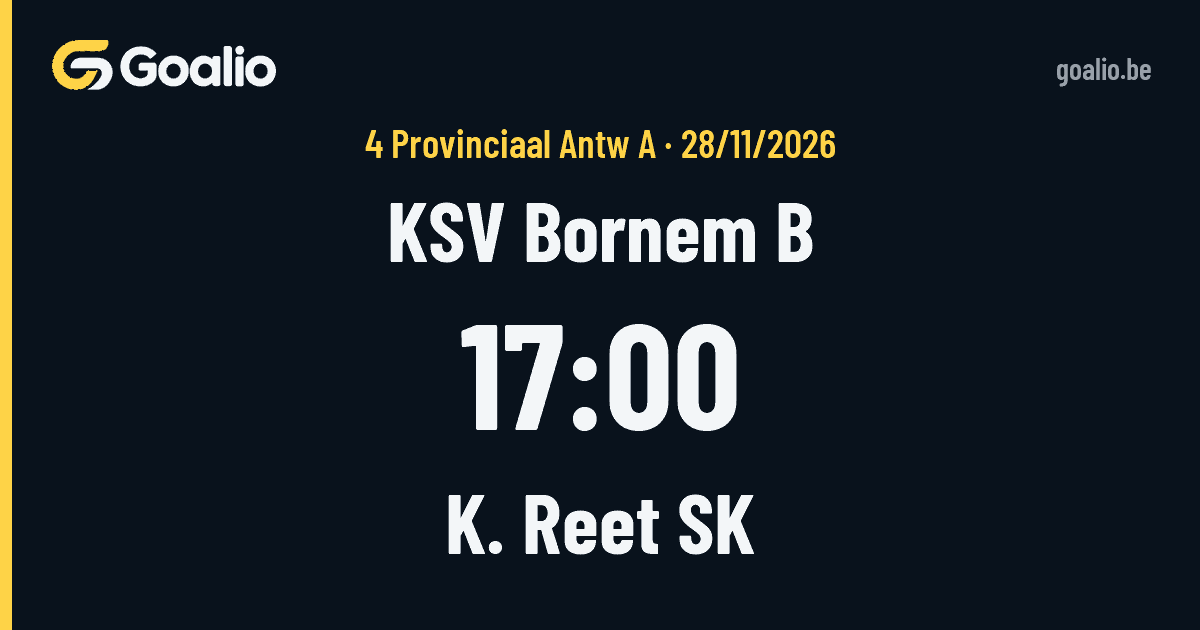 Goalio
goalio.be
4 Provinciaal Antw A · 28/11/2026
KSV Bornem B
17:00
K. Reet SK